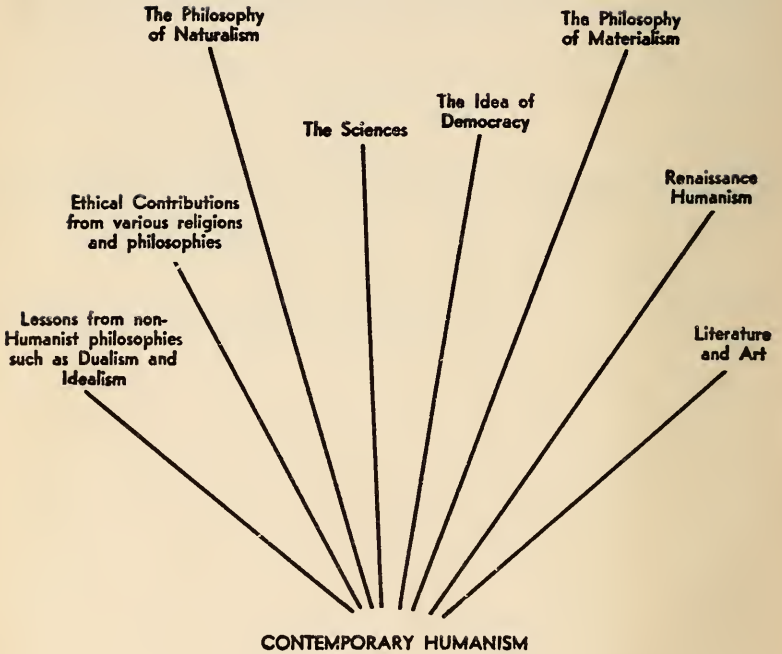 The Philosophy
of Naturalism
The Philosophy
of Materialism
The Sciences
The Idea of
Democracy
Ethical Contributions
from various religions
and philosophies
Renaissance
Humanism
Lessons from non-
Humanist philosophies
such as Dualism and
Idealism
Literature
and Art
CONTEMPORARY HUMANISM